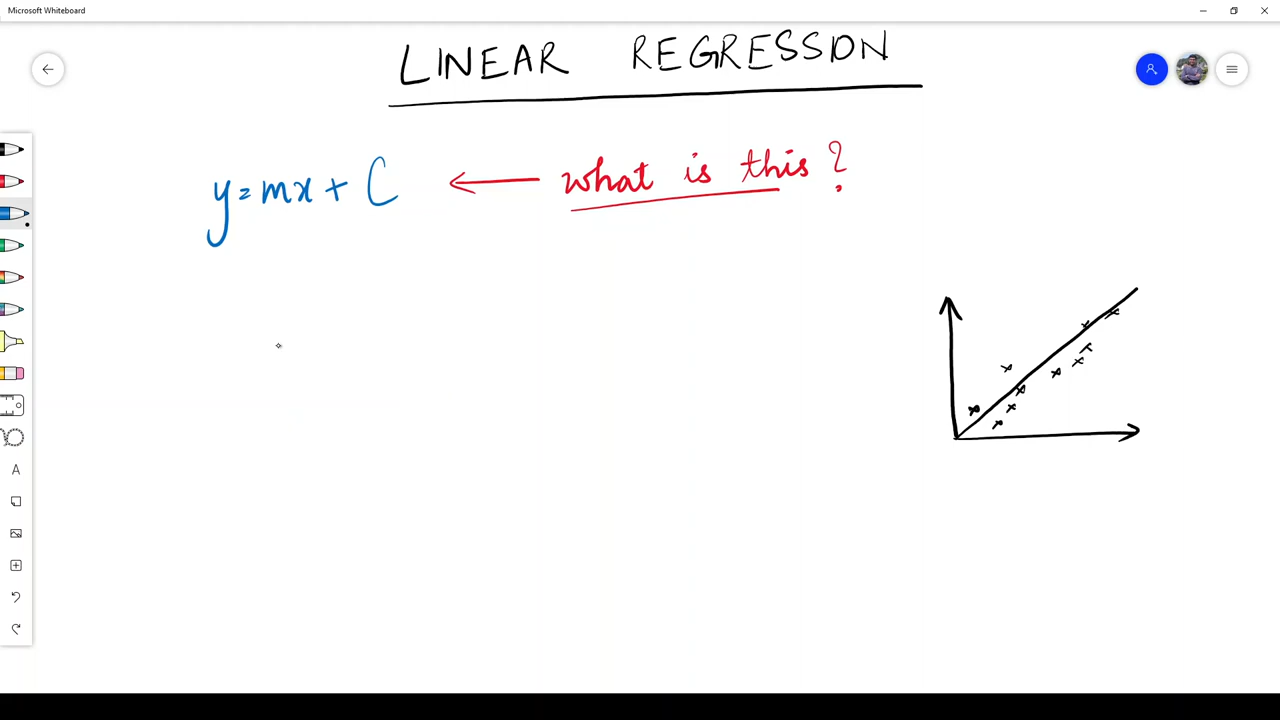 Microsoft Whiteboard
LINEAR REGRESSION
y=mx+C ← what is this?
A